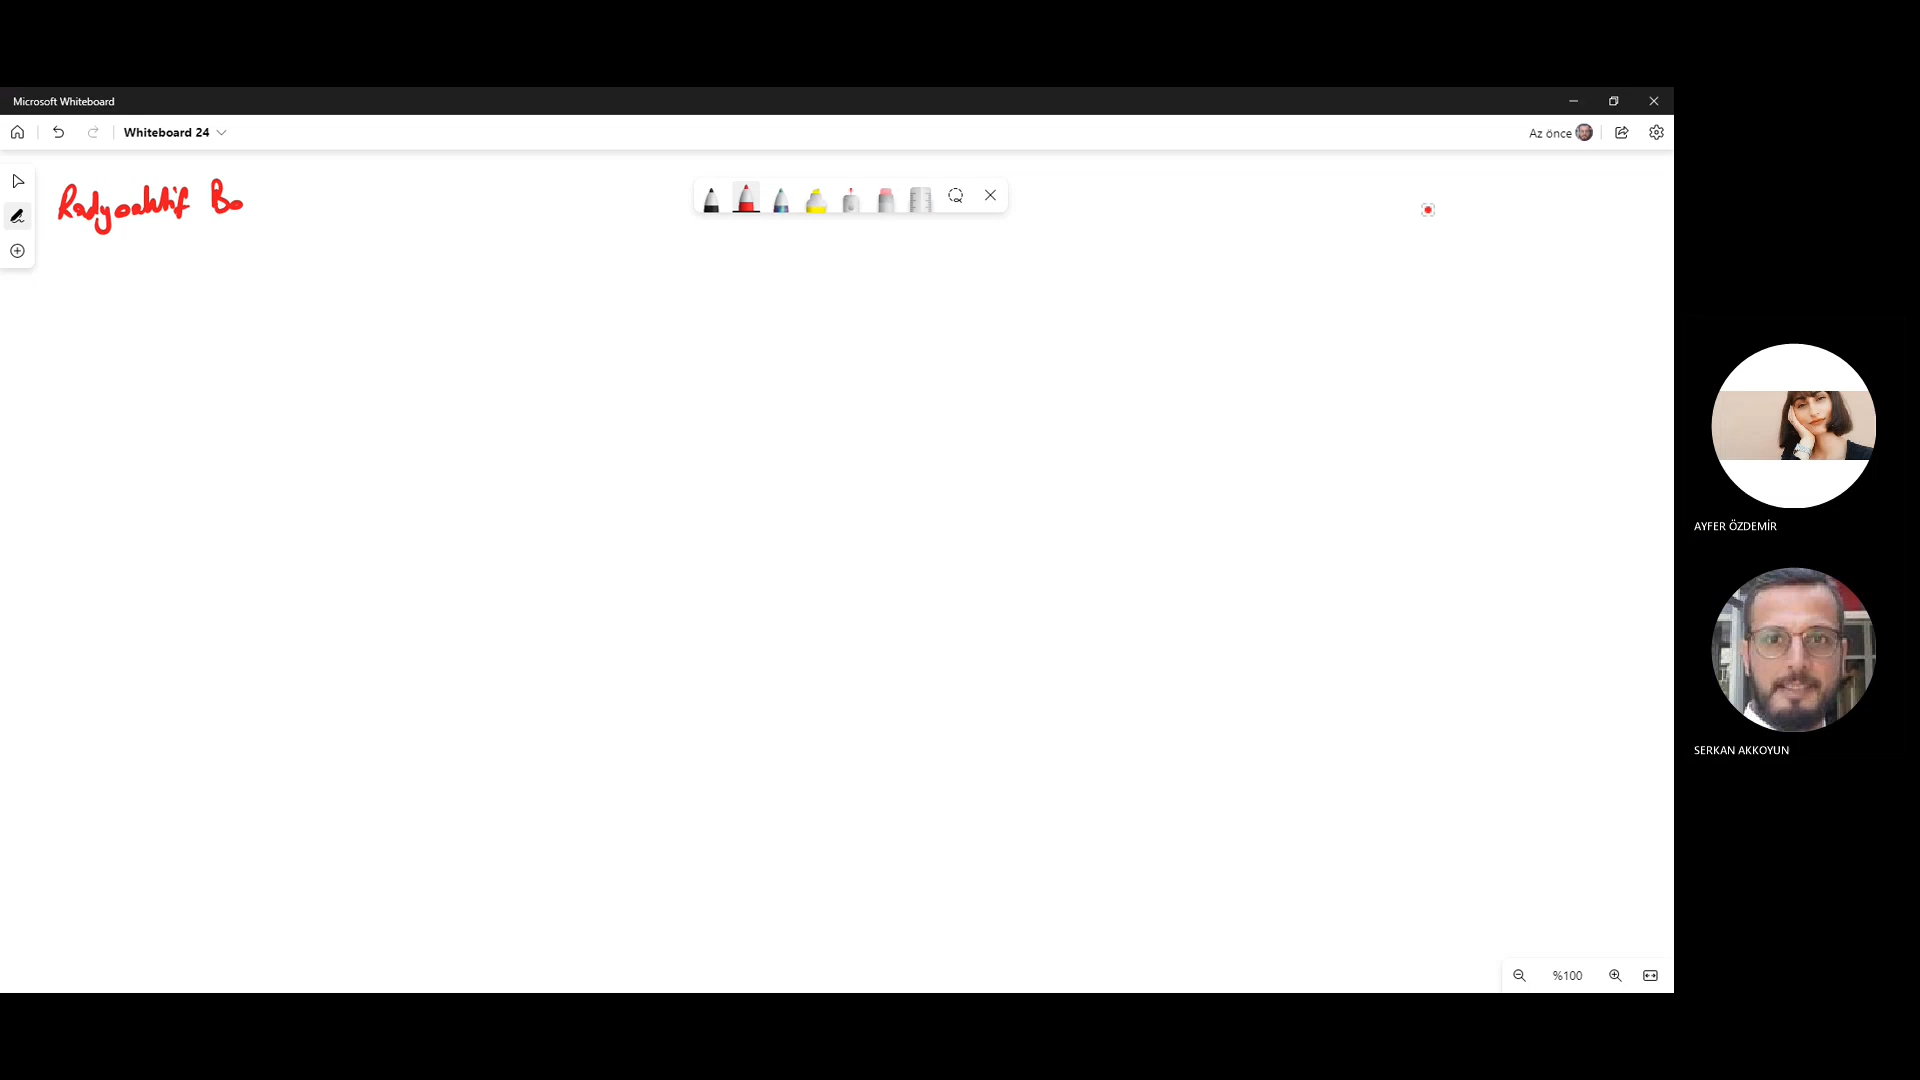 Microsoft Whiteboard
Whiteboard 24
Az önce
Radyoaktif Bo
AYFER ÖZDEMİR
SERKAN AKKOYUN
%100